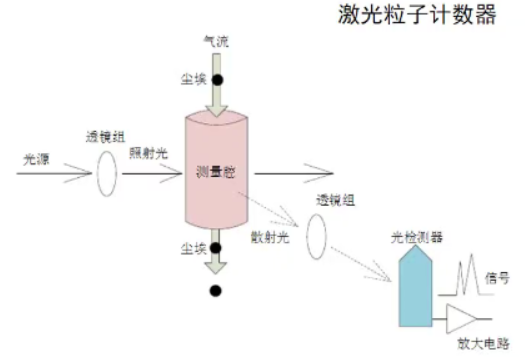 激光粒子计数器
气流
尘埃
透镜组
照射光
光源
测量腔
透镜组
散射光
尘埃
光检测器
信号
放大电路